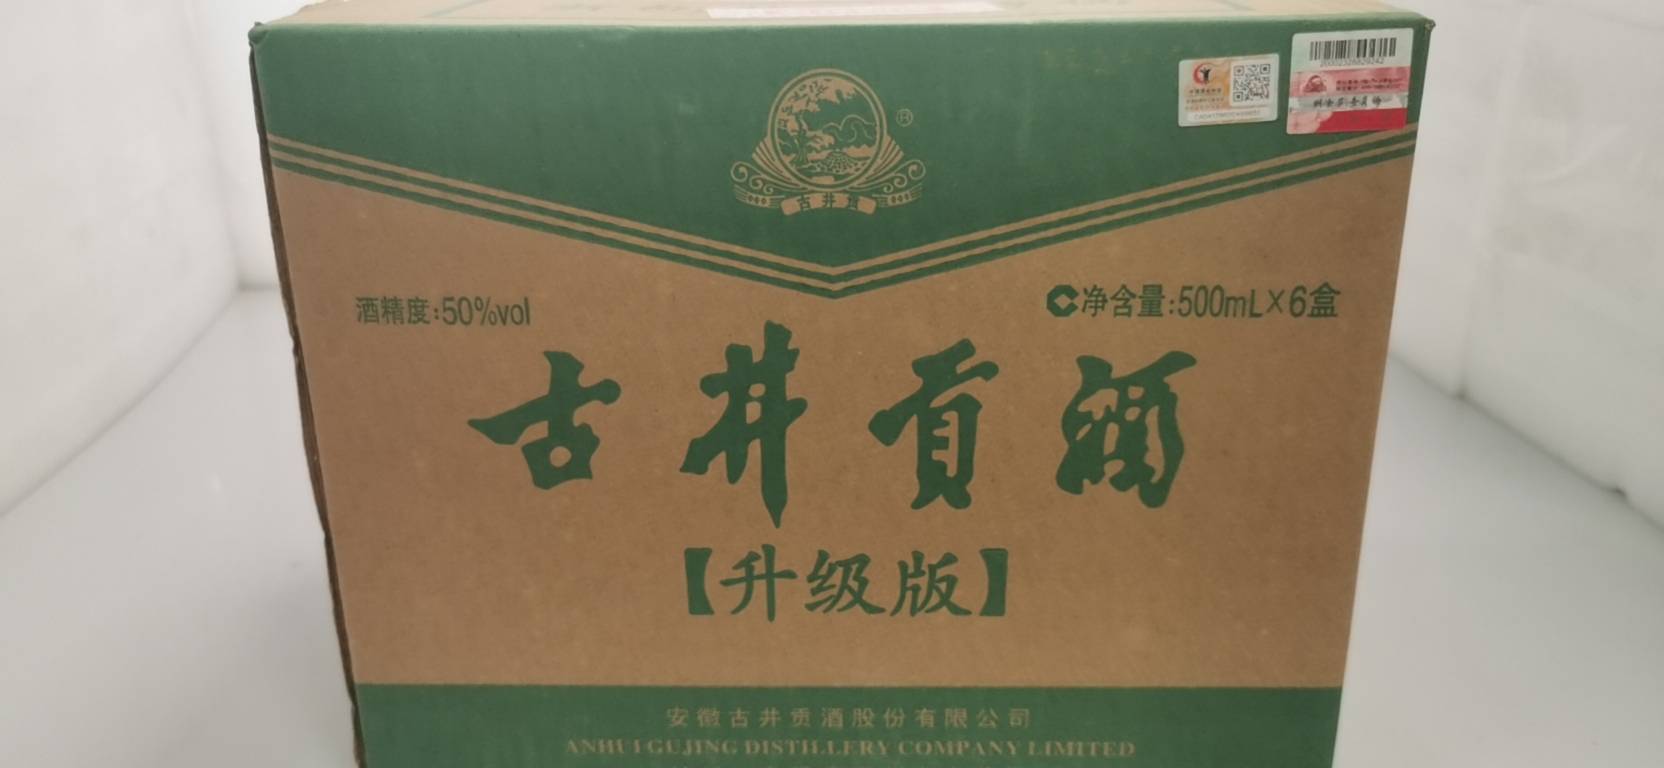 古井贡
®
20002326829242
酒精度:50%vol
净含量:500mL×6盒
古井贡酒
【升级版】
安徽古井贡酒股份有限公司
ANHUI GUJING DISTILLERY COMPANY LIMITED